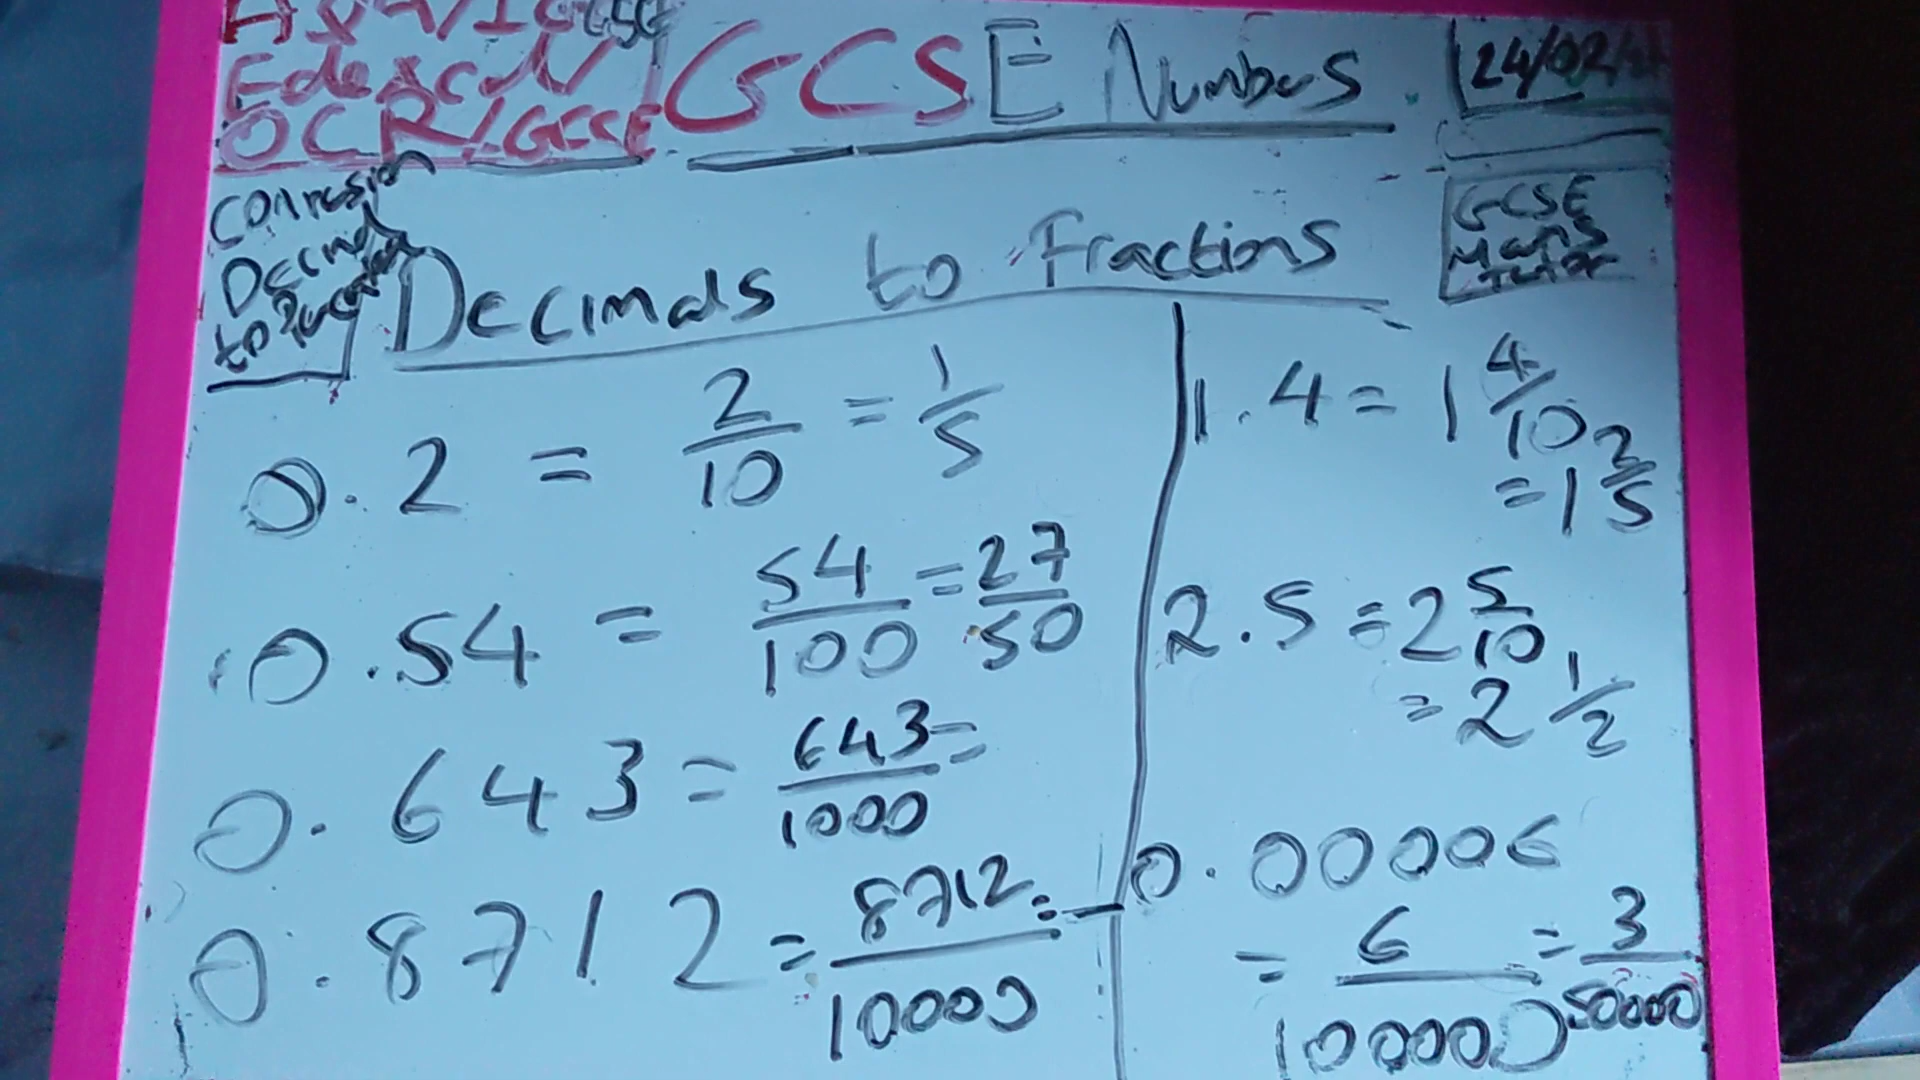 AQA/IGCSE
Edexcel/
OCR/GCSE
GCSE Numbers
24/02/
Conversion
Decimal
to
GCSE
Maths
Tutor
Decimals to Fractions
0.2 = 2/10 = 1/5
0.54 = 54/100 = 27/50
0.643 = 643/1000 =
0.8712 = 8712/10000 =
1.4 = 1 4/10
= 1 2/5
2.5 = 2 5/10
= 2 1/2
0.00006
= 6/100000 = 3/50000